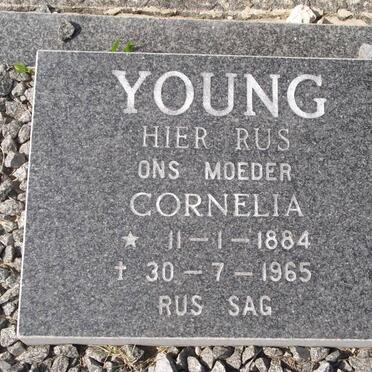 YOUNG
HIER RUS
ONS MOEDER
CORNELIA
★ 11-1-1884
† 30-7-1965
RUS SAG